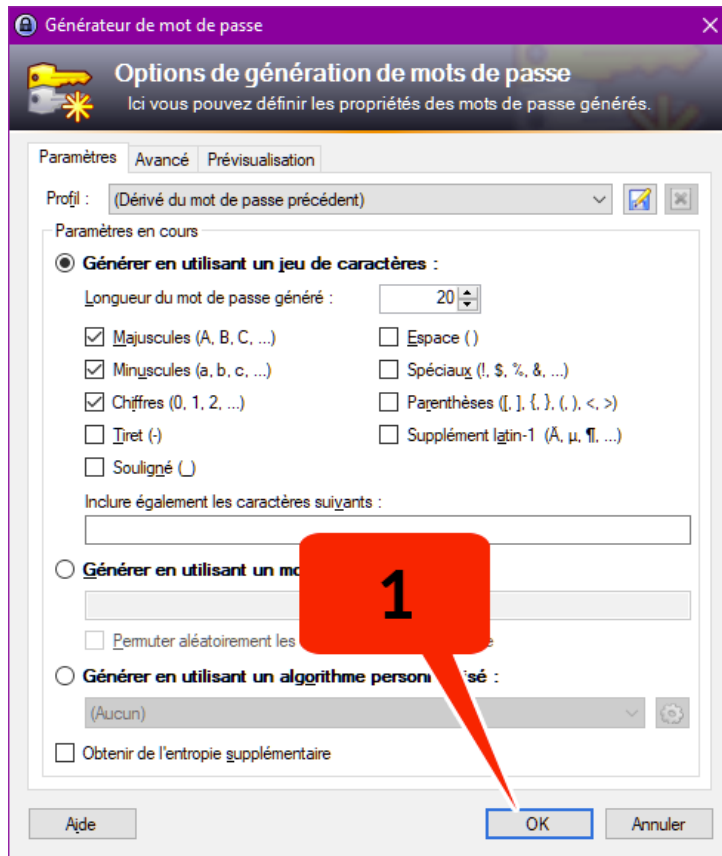 Générateur de mot de passe
Options de génération de mots de passe
Ici vous pouvez définir les propriétés des mots de passe générés.
Paramètres Avancé Prévisualisation
Profil : (Dérivé du mot de passe précédent)
Paramètres en cours
Générer en utilisant un jeu de caractères :
Longueur du mot de passe généré : 20
Majuscules (A, B, C, ...) Espace ( )
Minuscules (a, b, c, ...) Spéciaux (!, $, %, &, ...)
Chiffres (0, 1, 2, ...) Parenthèses ([, ], {, }, (, ), <, >)
Tiret (-) Supplément latin-1 (Ä, µ, ¶, ...)
Souligné (_)
Inclure également les caractères suivants :
Générer en utilisant un
1
Permuter aléatoirement les
Générer en utilisant un algorithme :
(Aucun)
Obtenir de l'entropie supplémentaire
Aide OK Annuler